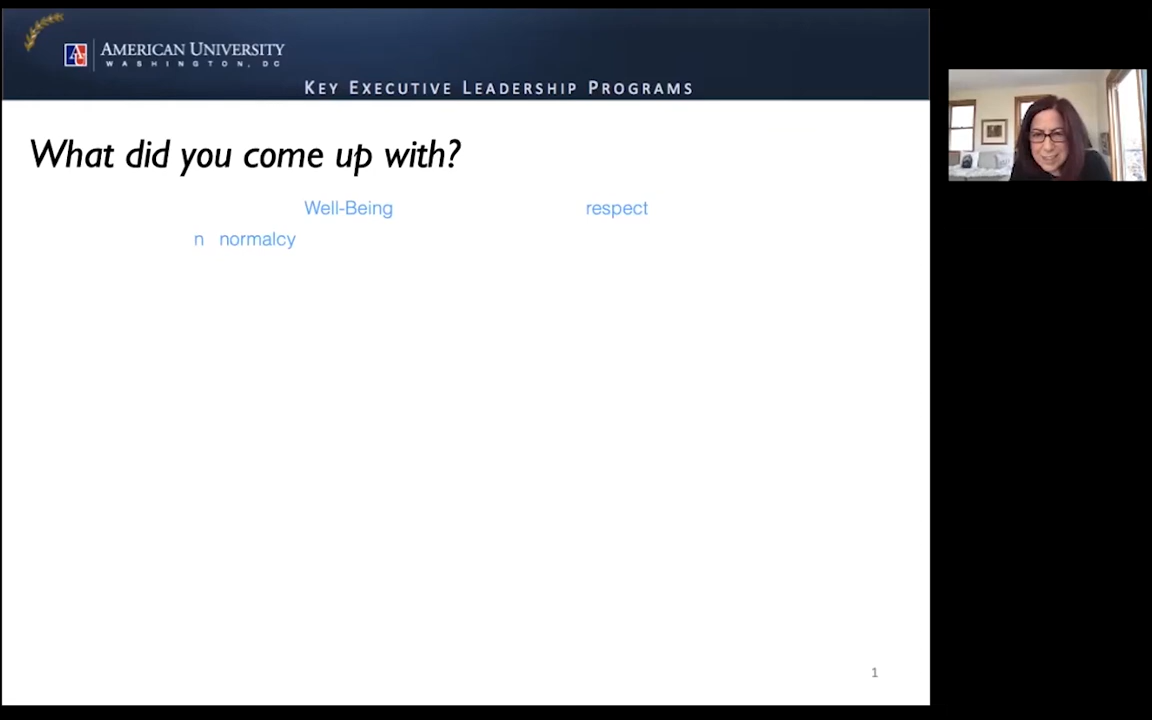 AMERICAN UNIVERSITY
WASHINGTON, DC
KEY EXECUTIVE LEADERSHIP PROGRAMS
What did you come up with?
Well-Being respect
n normalcy
1